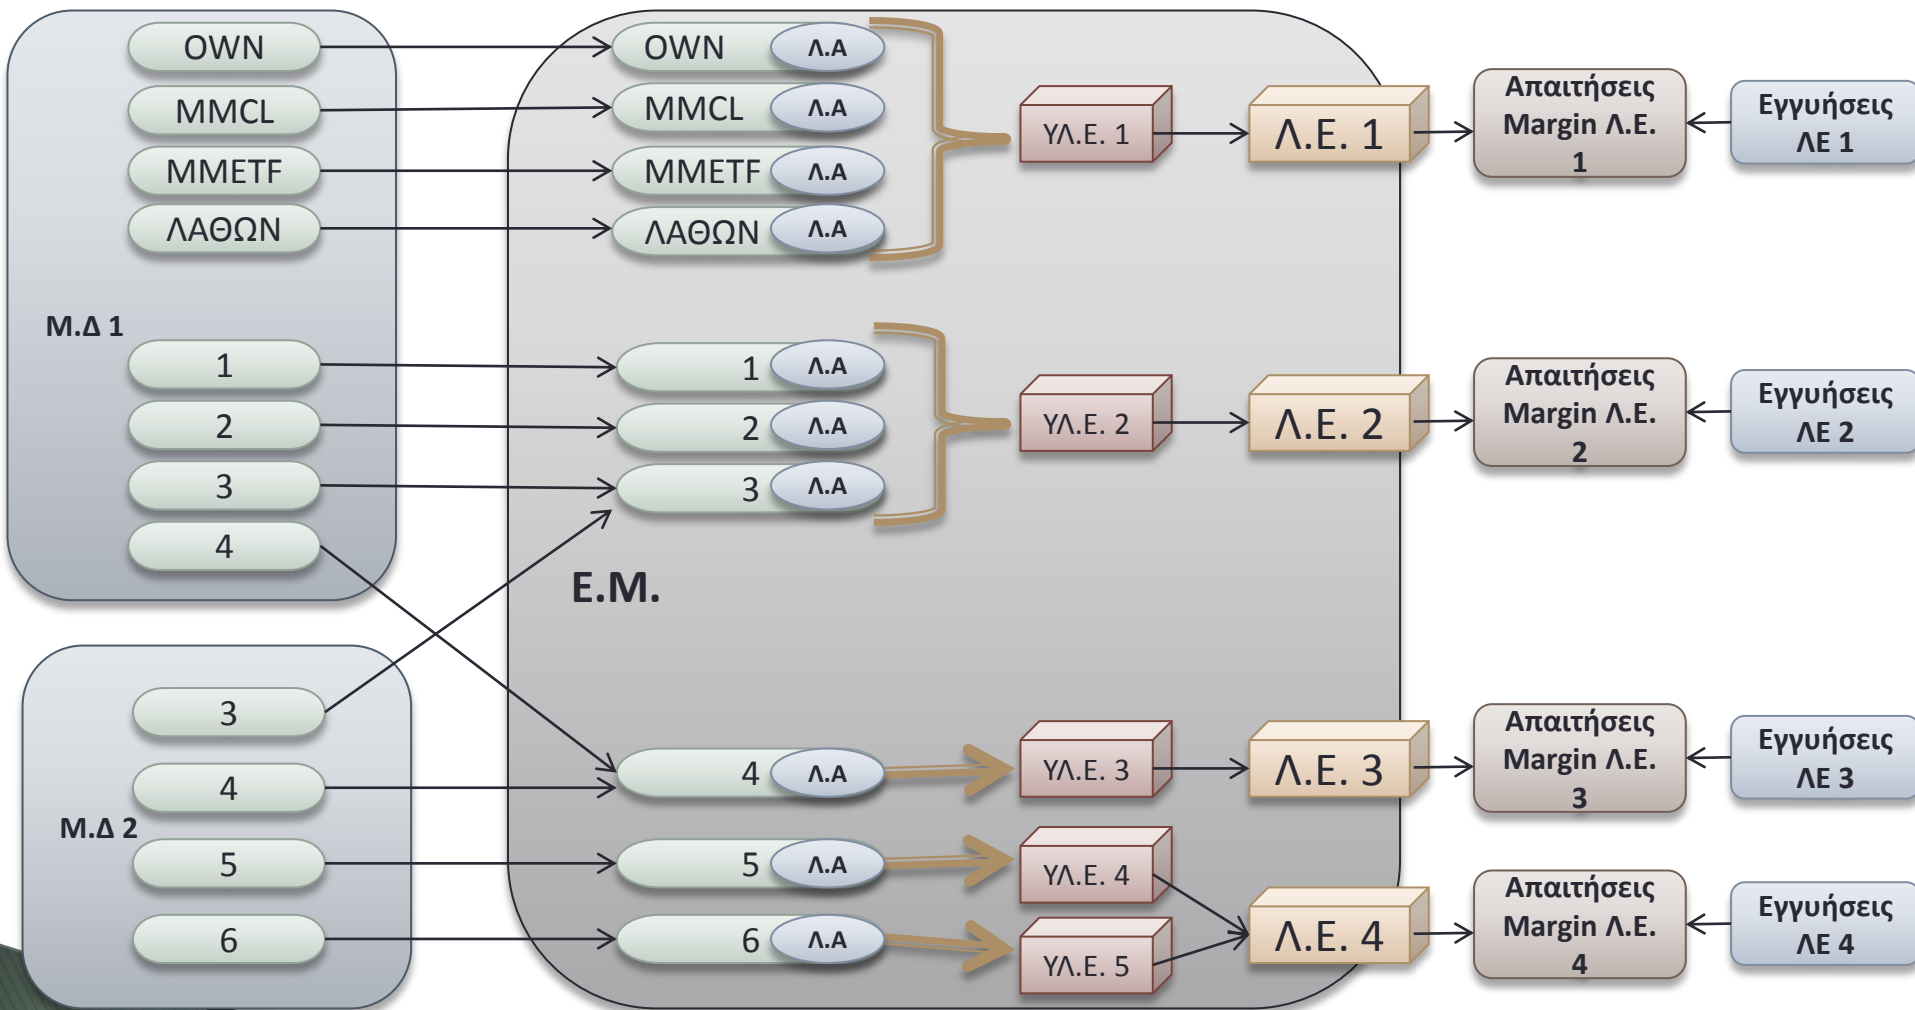 OWN
MMCL
MMETF
ΛΑΘΩΝ
Μ.Δ 1
1
2
3
4
3
4
Μ.Δ 2
5
6
OWN Λ.Α
MMCL Λ.Α
MMETF Λ.Α
ΛΑΘΩΝ Λ.Α
1 Λ.Α
2 Λ.Α
3 Λ.Α
Ε.Μ.
4 Λ.Α
5 Λ.Α
6 Λ.Α
ΥΛ.Ε. 1
ΥΛ.Ε. 2
ΥΛ.Ε. 3
ΥΛ.Ε. 4
ΥΛ.Ε. 5
Λ.Ε. 1
Λ.Ε. 2
Λ.Ε. 3
Λ.Ε. 4
Απαιτήσεις
Margin Λ.Ε.
1
Απαιτήσεις
Margin Λ.Ε.
2
Απαιτήσεις
Margin Λ.Ε.
3
Απαιτήσεις
Margin Λ.Ε.
4
Εγγυήσεις
ΛΕ 1
Εγγυήσεις
ΛΕ 2
Εγγυήσεις
ΛΕ 3
Εγγυήσεις
ΛΕ 4